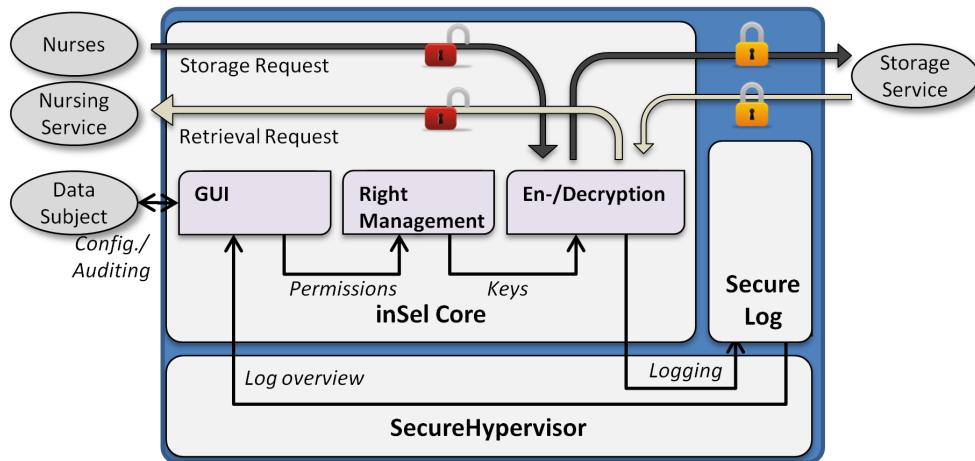 Nurses
Storage Request
Storage
Service
Nursing
Service
Retrieval Request
Data
Subject
GUI
Right
Management
En-/Decryption
Config./
Auditing
Permissions
Keys
inSel Core
Secure
Log
Log overview
Logging
SecureHypervisor